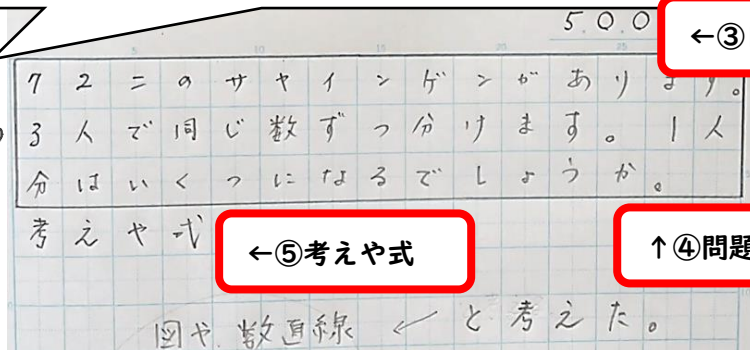 5.0.0
←③
72このサヤインゲンがあります。
3人で同じ数ずつ分けます。1人
分はいくつになるでしょうか。
考えや式
←⑤考えや式
↑④問題
図や数直線 ↙ と考えた。